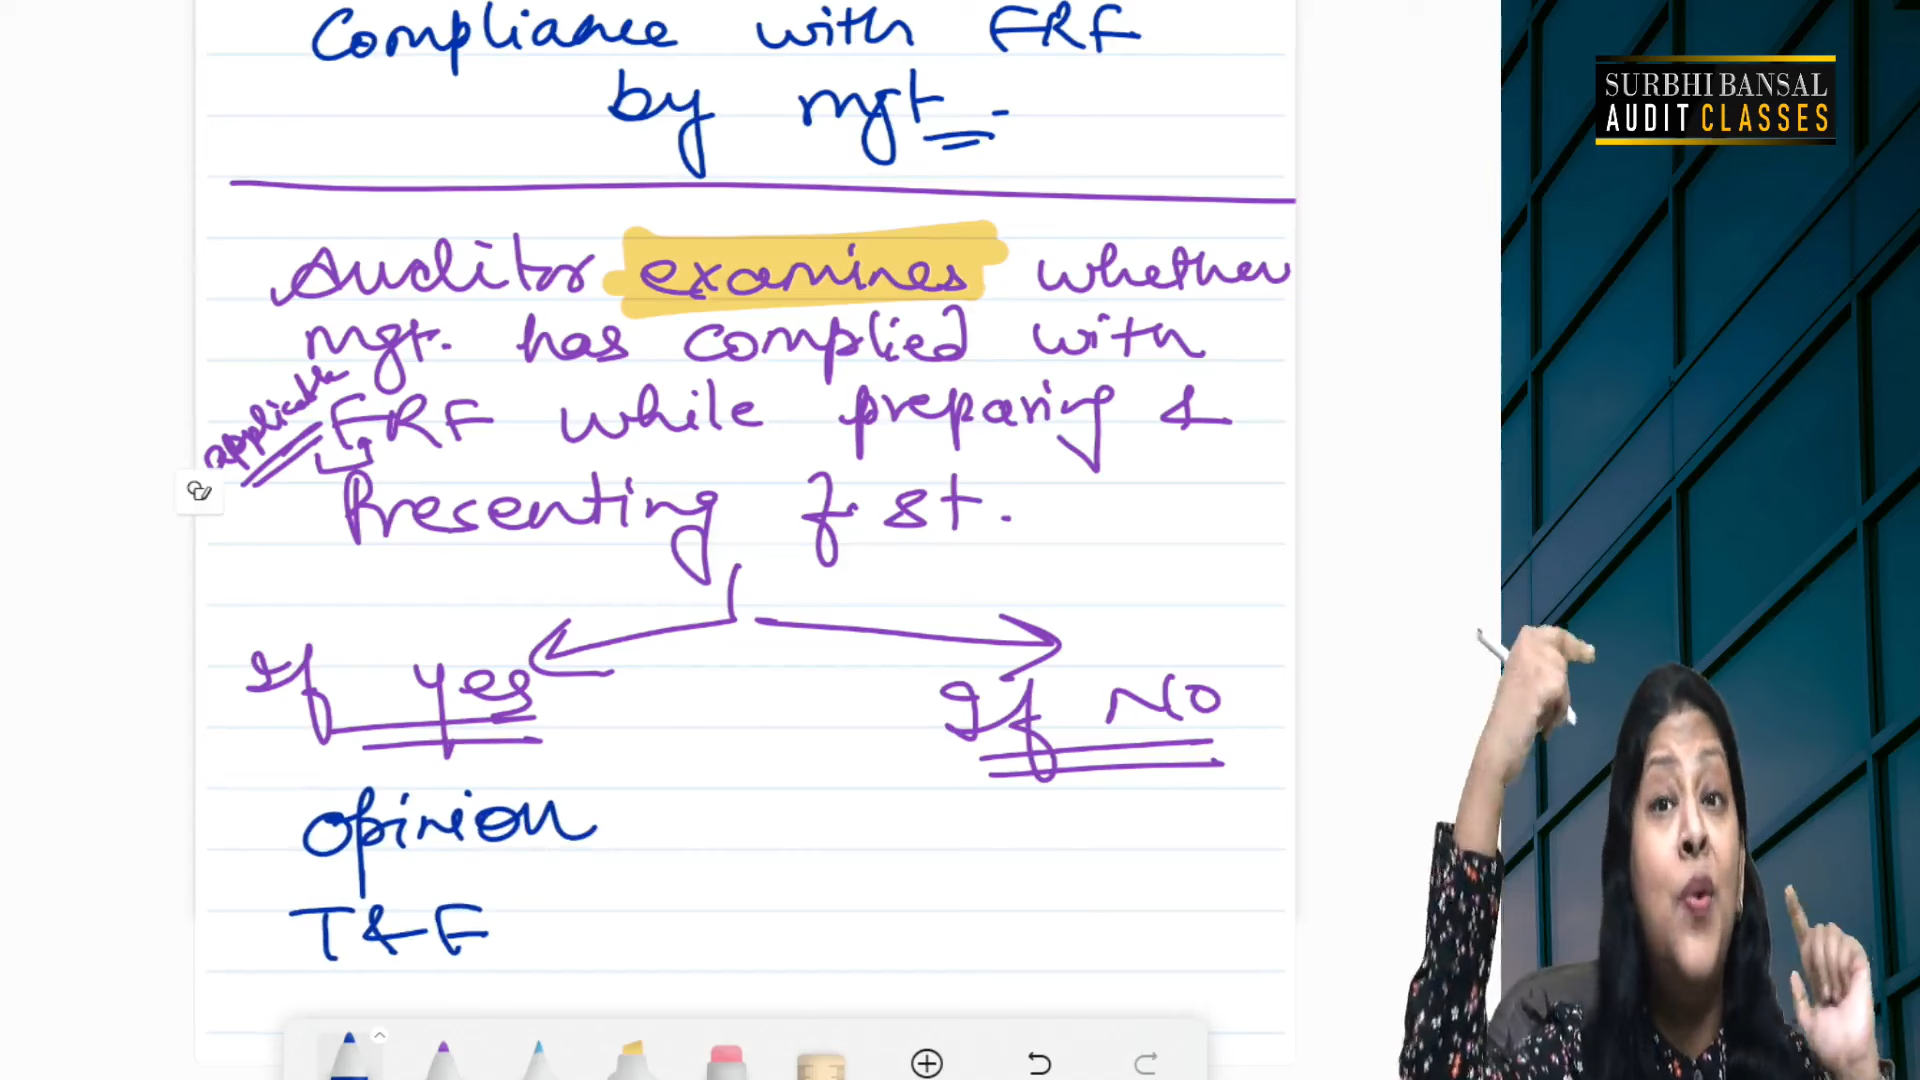 Compliance with FRF
by mgt.
SURBHI BANSAL
AUDIT CLASSES
Auditor examines whether
mgt. has complied with
applicable FRF while preparing &
Presenting f. st.
If yes
If No
Opinion
T & F